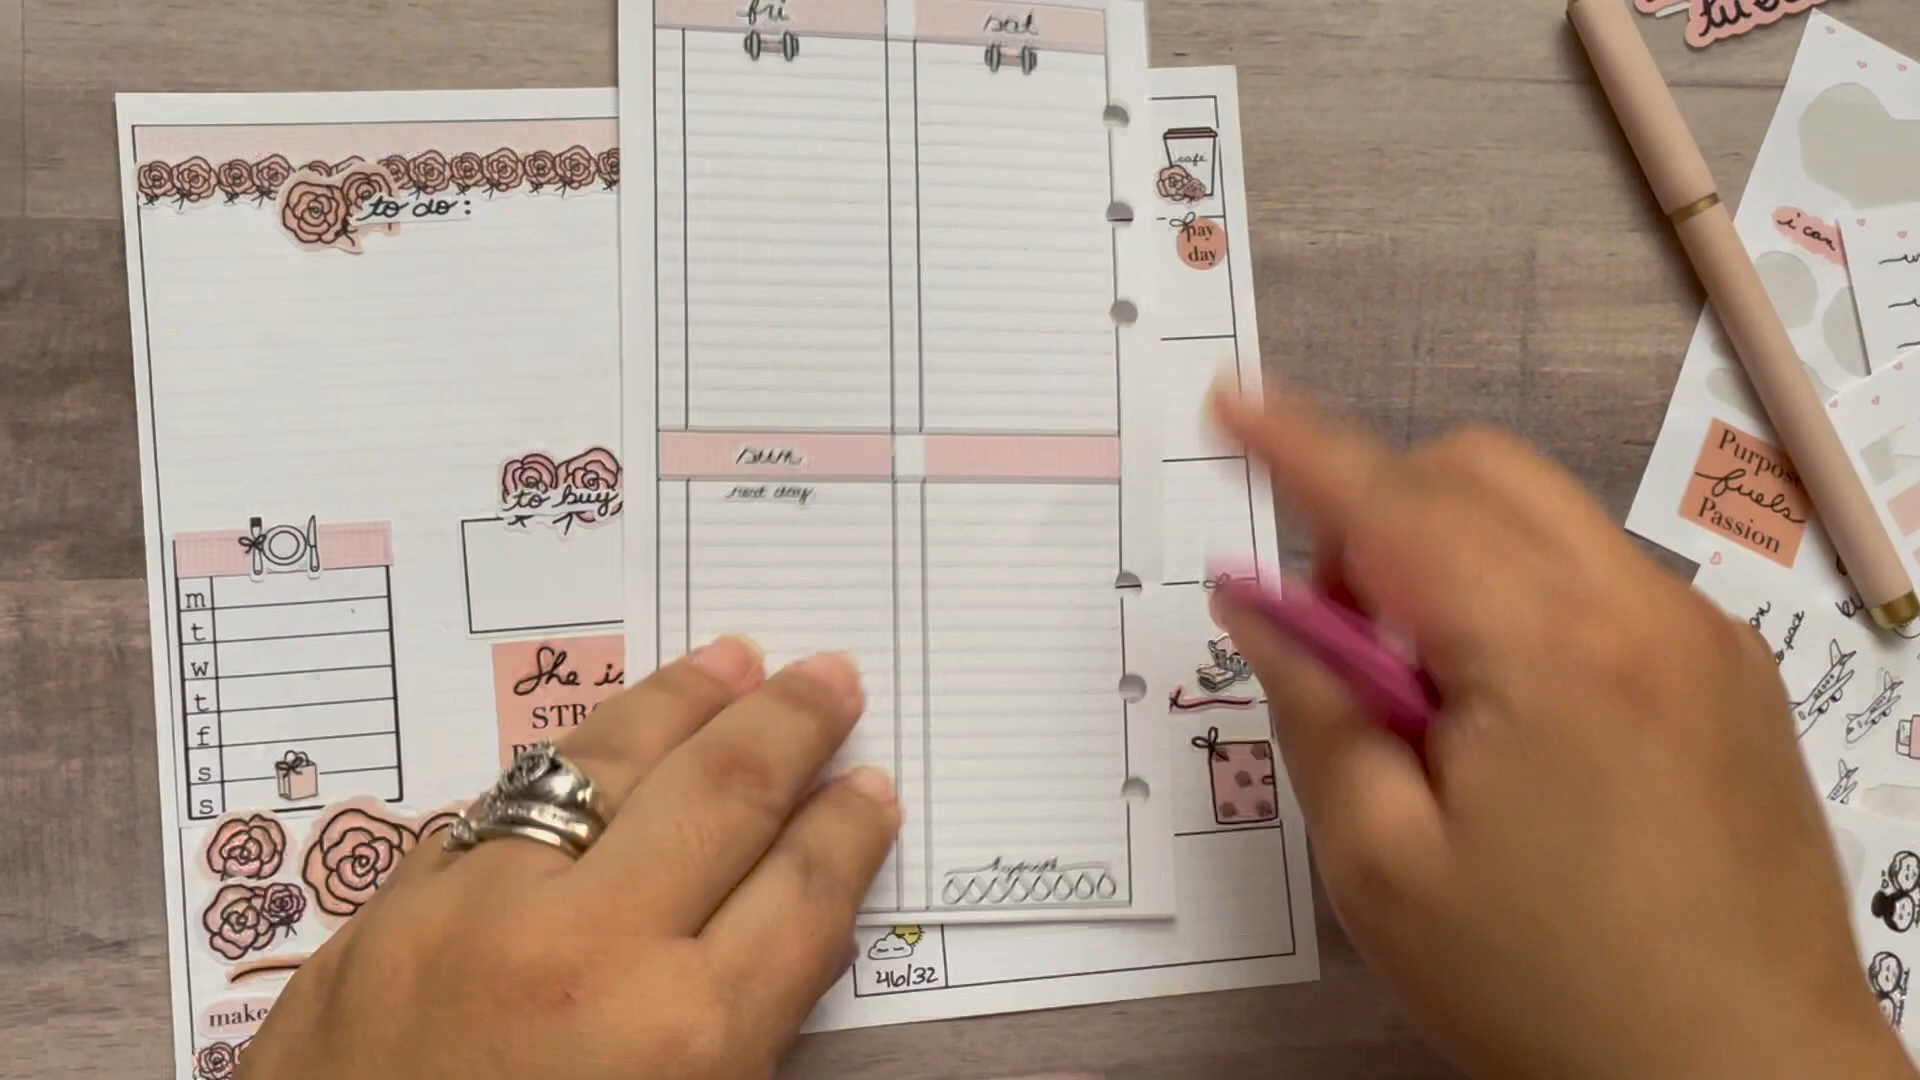 fri
sat
cafe
to do:
pay
day
i can
sun
Purpose
fuels
Passion
rest day
to buy
m
t
w
t
f
s
s
She is
hydrate
46/32
make